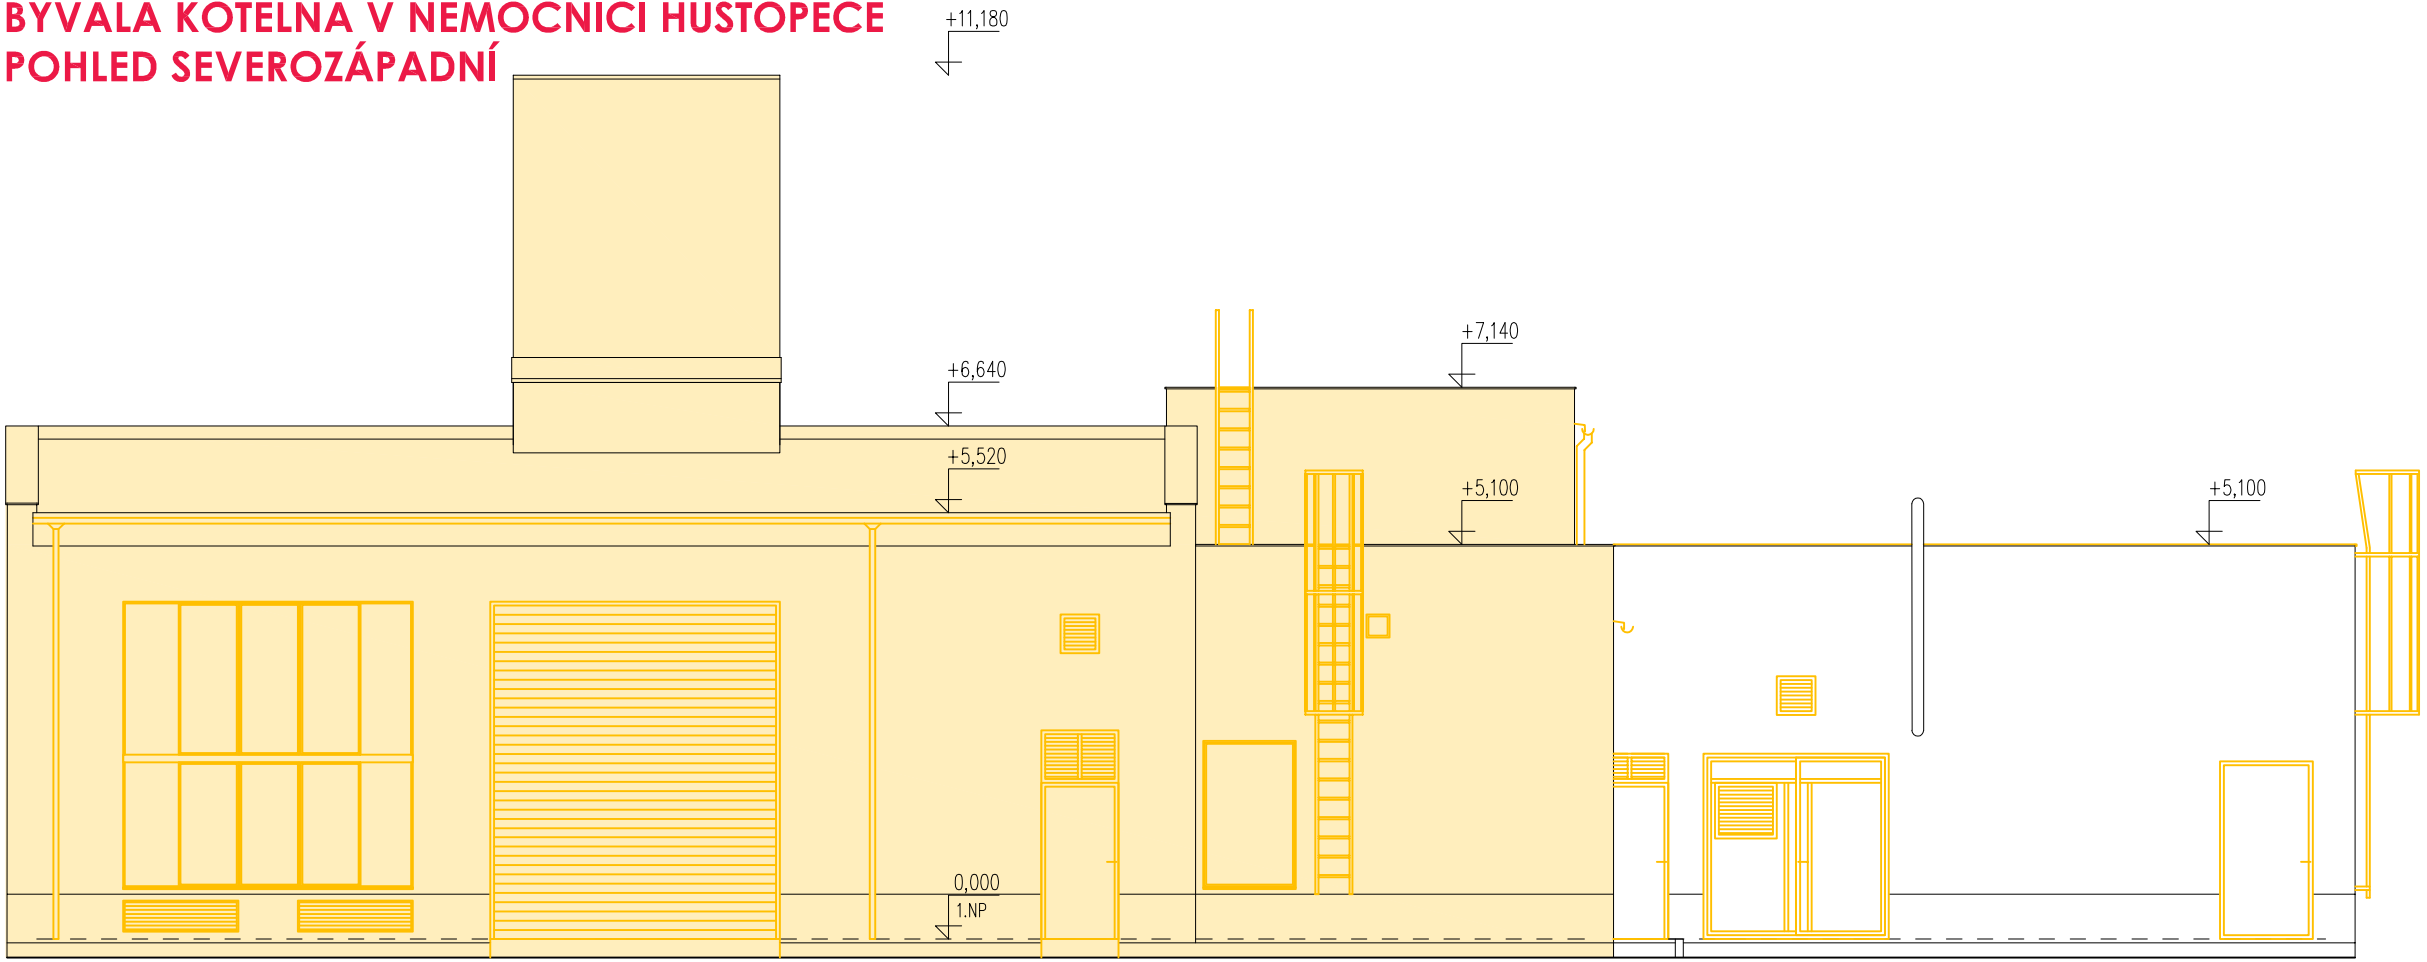 BYVALA KOTELNA V NEMOCNICI HUSTOPECE
POHLED SEVEROZÁPADNÍ
+11,180
+7,140
+6,640
+5,520
+5,100
+5,100
0,000
1.NP